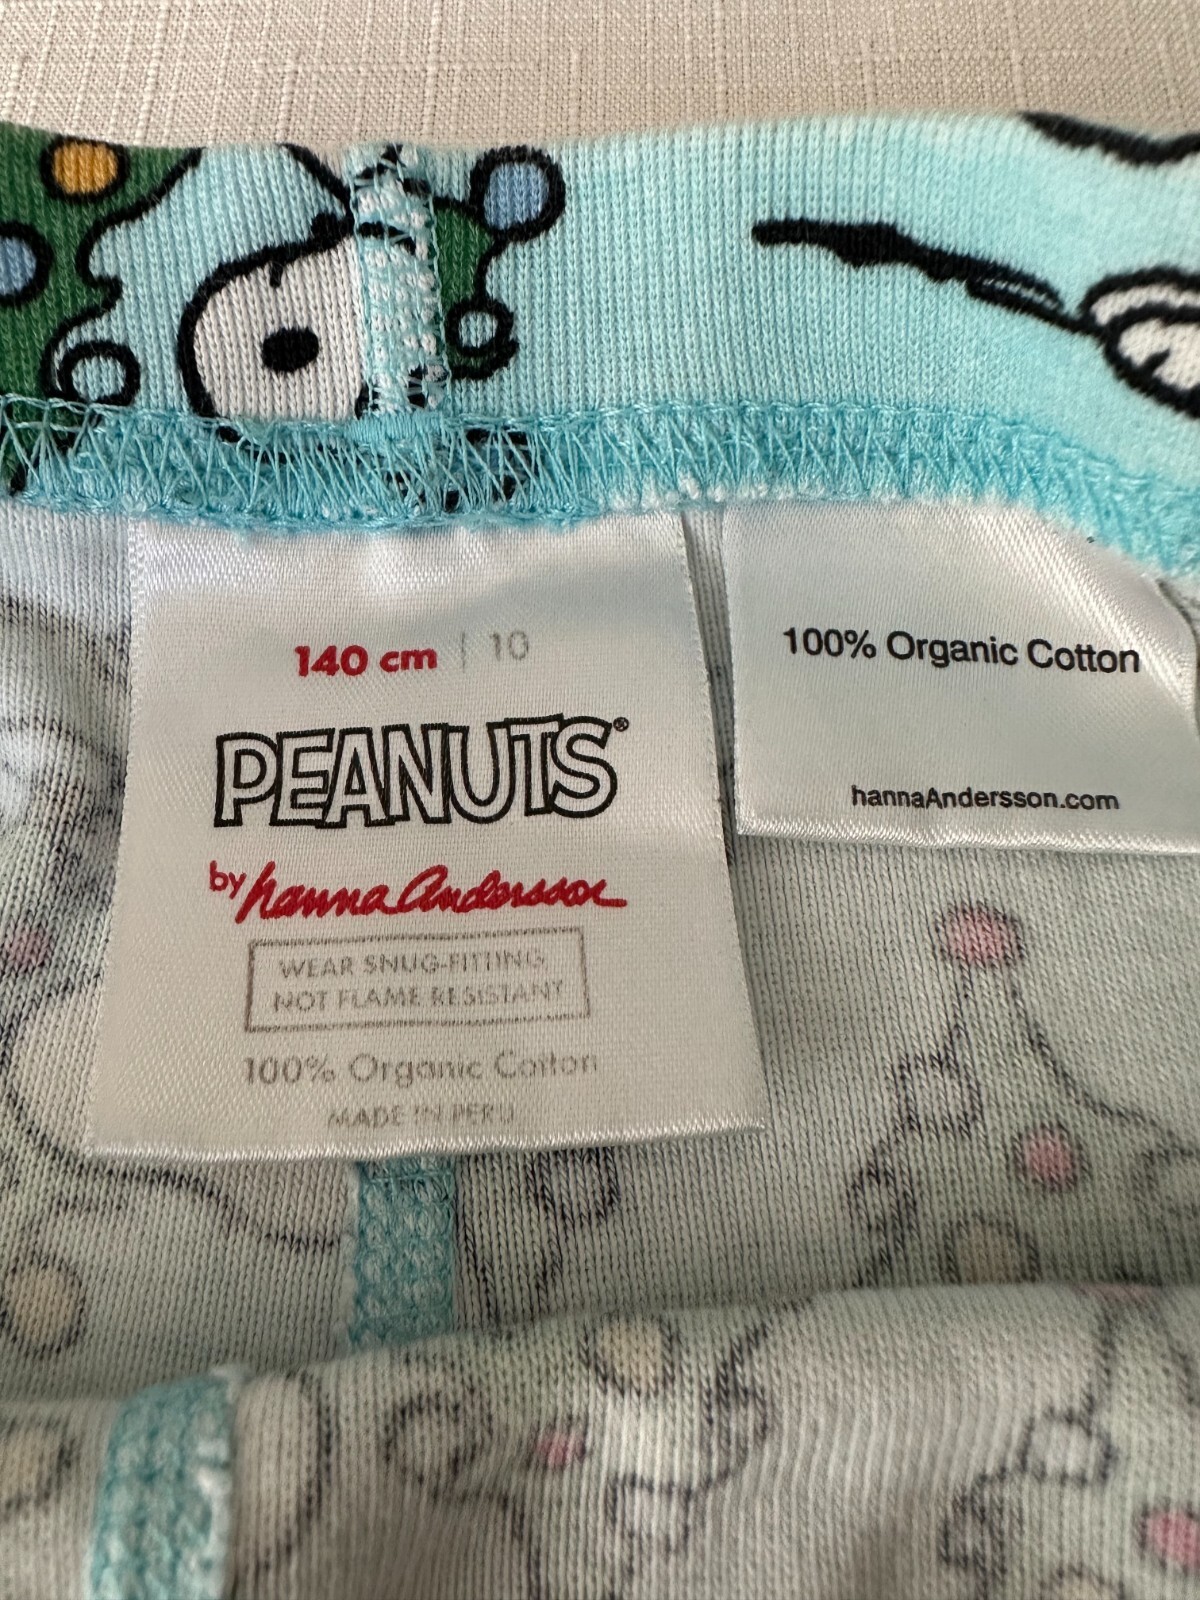 140 cm | 10
PEANUTS®
by hanna Andersson
WEAR SNUG-FITTING,
NOT FLAME RESISTANT
100% Organic Cotton
MADE IN PERU
100% Organic Cotton
hannaAndersson.com